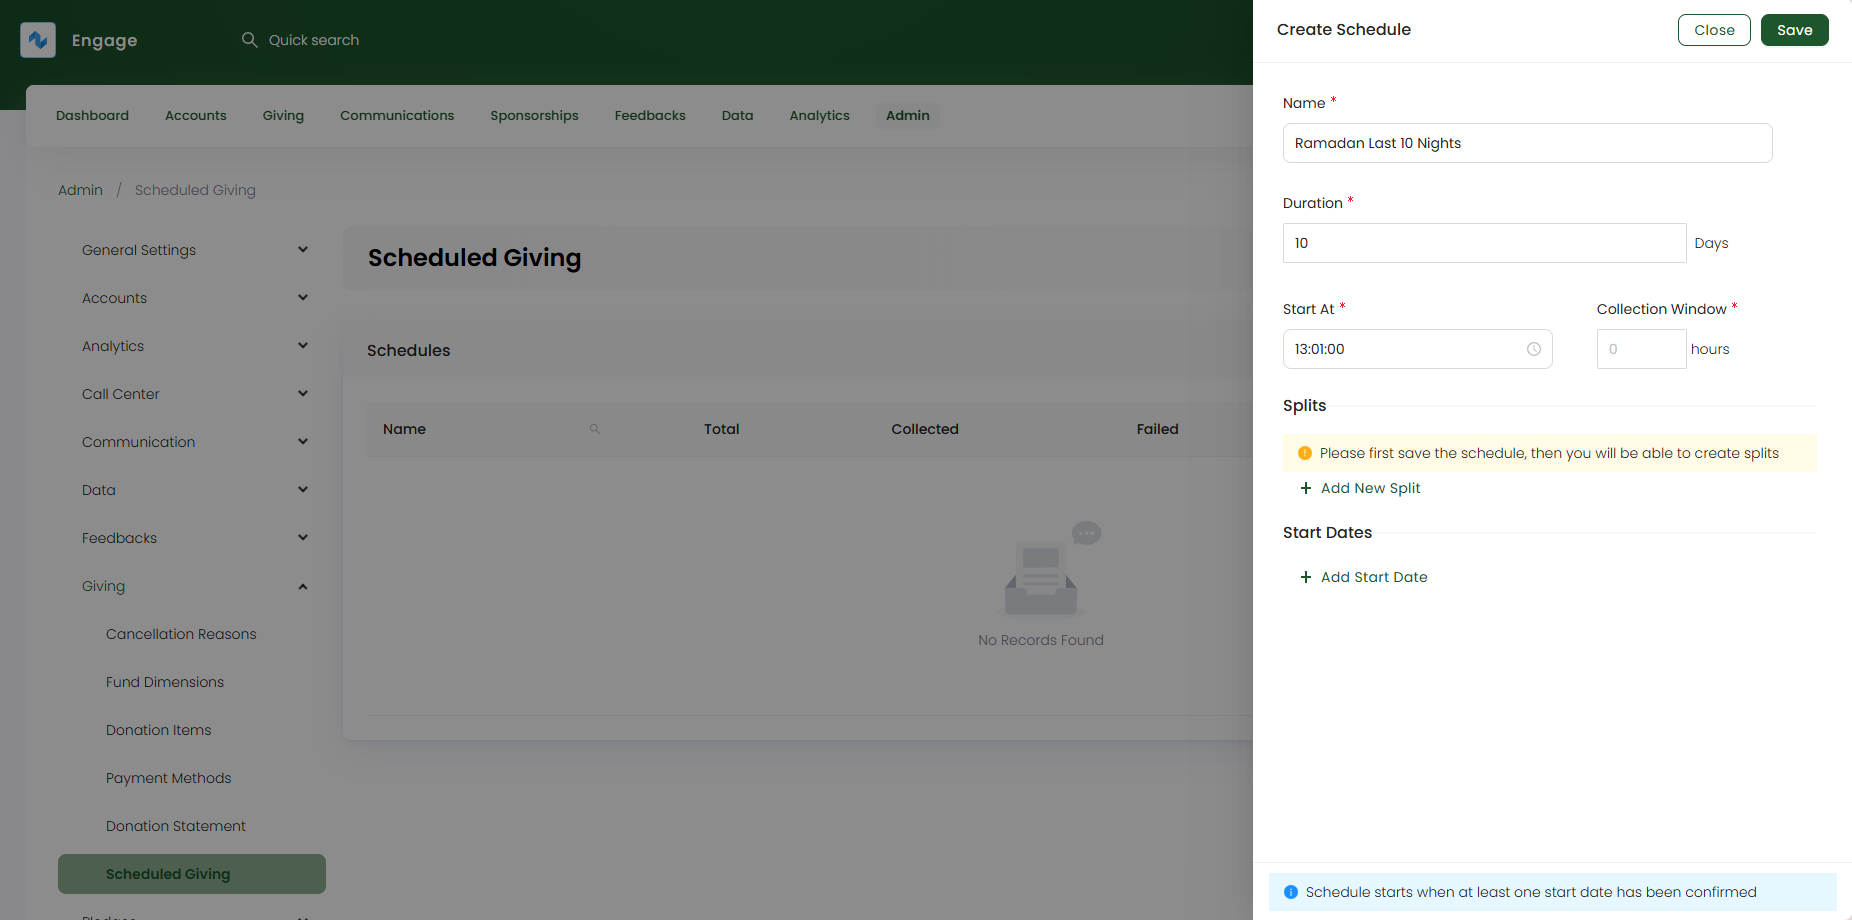 Engage
Quick search
Dashboard Accounts Giving Communications Sponsorships Feedbacks Data Analytics Admin
Admin / Scheduled Giving
General Settings
Accounts
Analytics
Call Center
Communication
Data
Feedbacks
Giving
Cancellation Reasons
Fund Dimensions
Donation Items
Payment Methods
Donation Statement
Scheduled Giving
Scheduled Giving
Schedules
Name Total Collected Failed
No Records Found
Create Schedule
Close
Save
Name *
Ramadan Last 10 Nights
Duration *
10 Days
Start At * Collection Window *
13:01:00 0 hours
Splits
Please first save the schedule, then you will be able to create splits
+ Add New Split
Start Dates
+ Add Start Date
Schedule starts when at least one start date has been confirmed